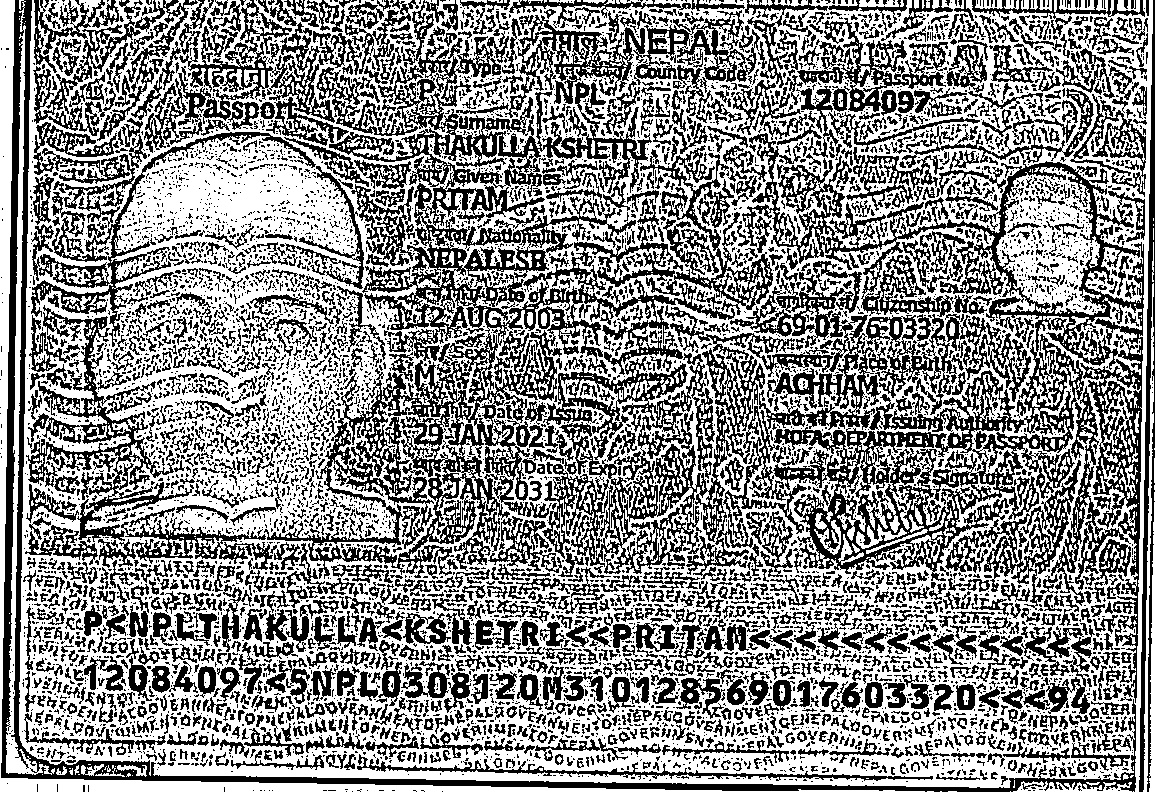 नेपाल NEPAL
राहदानी
Passport
/ Type
P
/ Country Code
NPL
/ Passport No.
12084097
/ Surname
THAKULLA KSHETRI
/ Given Names
PRITAM
/ Nationality
NEPALESE
/ Date of Birth
12 AUG 2003
/ Sex
M
/ Date of Issue
29 JAN 2021
/ Date of Expiry
28 JAN 2031
/ Citizenship No.
69-01-76-03320
/ Place of Birth
ACHHAM
/ Issuing Authority
MOFA, DEPARTMENT OF PASSPORT
/ Holder's Signature
P<NPLTHAKULLA<KSHETRI<<PRITAM<<<<<<<<<<<<<<<
12084097<5NPL0308120M310128569017603320<<<94